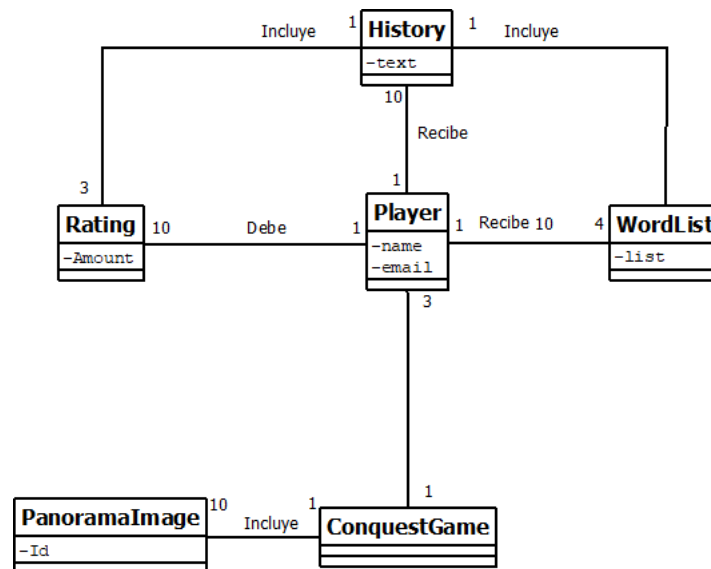 Incluye 1 History 1 Incluye
-text
10
Recibe
3 1
Rating 10 Debe 1 Player 1 Recibe 10 4 WordList
-Amount -name -list
-email
3
10 1 1
PanoramaImage Incluye ConquestGame
-Id